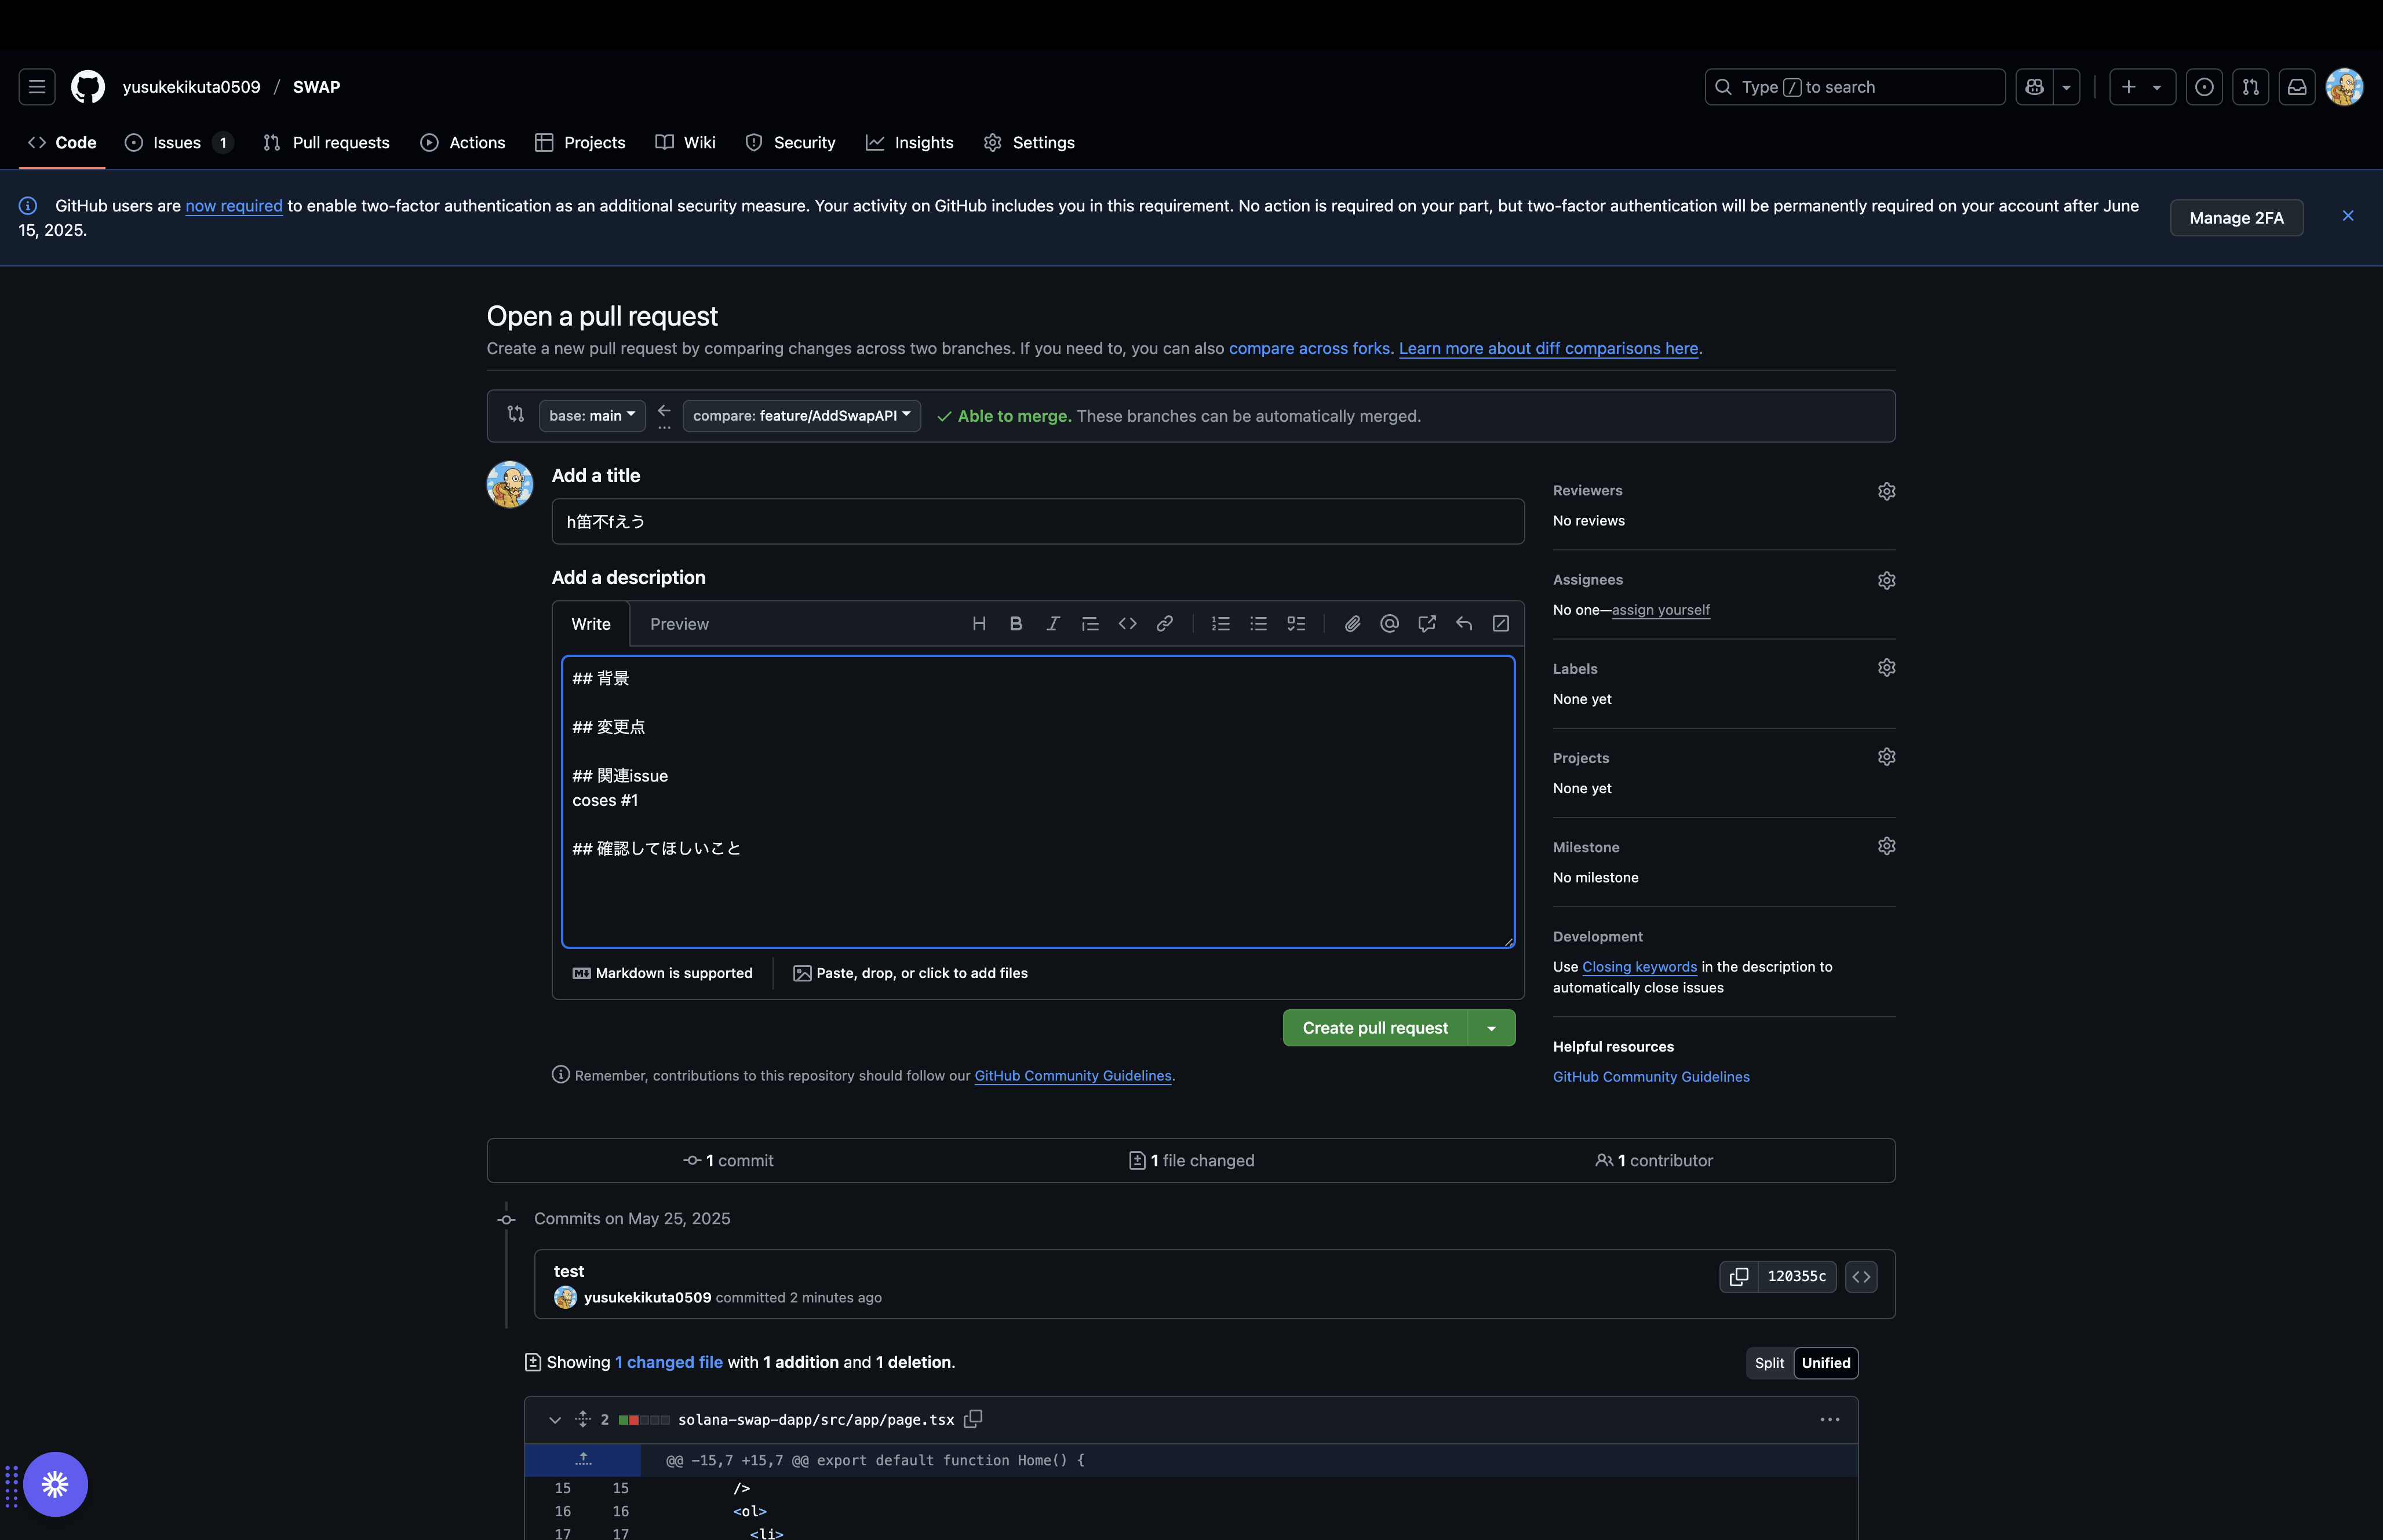 yusukekikuta0509 / SWAP
Type / to search
Code
Issues 1
Pull requests
Actions
Projects
Wiki
Security
Insights
Settings
GitHub users are now required to enable two-factor authentication as an additional security measure. Your activity on GitHub includes you in this requirement. No action is required on your part, but two-factor authentication will be permanently required on your account after June
15, 2025.
Manage 2FA
Open a pull request
Create a new pull request by comparing changes across two branches. If you need to, you can also compare across forks. Learn more about diff comparisons here.
base: main
...
compare: feature/AddSwapAPI
Able to merge. These branches can be automatically merged.
Add a title
h笛不fえう
Add a description
Write
Preview
## 背景
## 変更点
## 関連issue
coses #1
## 確認してほしいこと
Markdown is supported
Paste, drop, or click to add files
Create pull request
Remember, contributions to this repository should follow our GitHub Community Guidelines.
Reviewers
No reviews
Assignees
No one—assign yourself
Labels
None yet
Projects
None yet
Milestone
No milestone
Development
Use Closing keywords in the description to
automatically close issues
Helpful resources
GitHub Community Guidelines
1 commit
1 file changed
1 contributor
Commits on May 25, 2025
test
yusukekikuta0509 committed 2 minutes ago
120355c
Showing 1 changed file with 1 addition and 1 deletion.
Split
Unified
2 solana-swap-dapp/src/app/page.tsx
@@ -15,7 +15,7 @@ export default function Home() {
15 15 />
16 16 <ol>
17 17 <li>